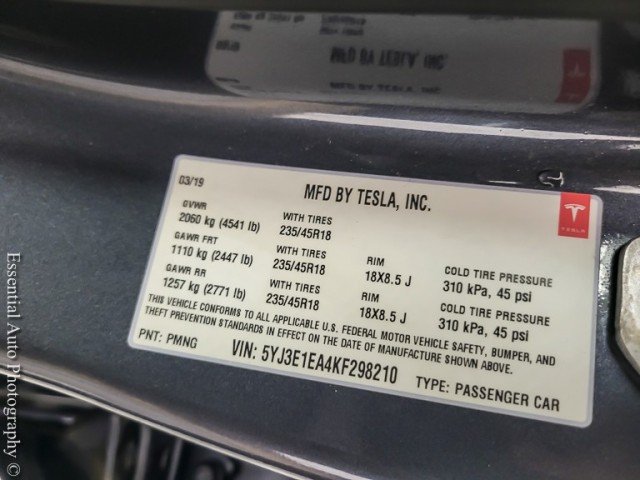 MFD BY TESLA, INC.
03/19
MFD BY TESLA, INC.
TESLA
GVWR
2060 kg (4541 lb)
WITH TIRES
235/45R18
GAWR FRT
1110 kg (2447 lb)
WITH TIRES
235/45R18
RIM
18X8.5 J
COLD TIRE PRESSURE
310 kPa, 45 psi
GAWR RR
1257 kg (2771 lb)
WITH TIRES
235/45R18
RIM
18X8.5 J
COLD TIRE PRESSURE
310 kPa, 45 psi
THIS VEHICLE CONFORMS TO ALL APPLICABLE U.S. FEDERAL MOTOR VEHICLE SAFETY, BUMPER, AND
THEFT PREVENTION STANDARDS IN EFFECT ON THE DATE OF MANUFACTURE SHOWN ABOVE.
PNT: PMNG
VIN: 5YJ3E1EA4KF298210
TYPE: PASSENGER CAR
Essential Auto Photography ©